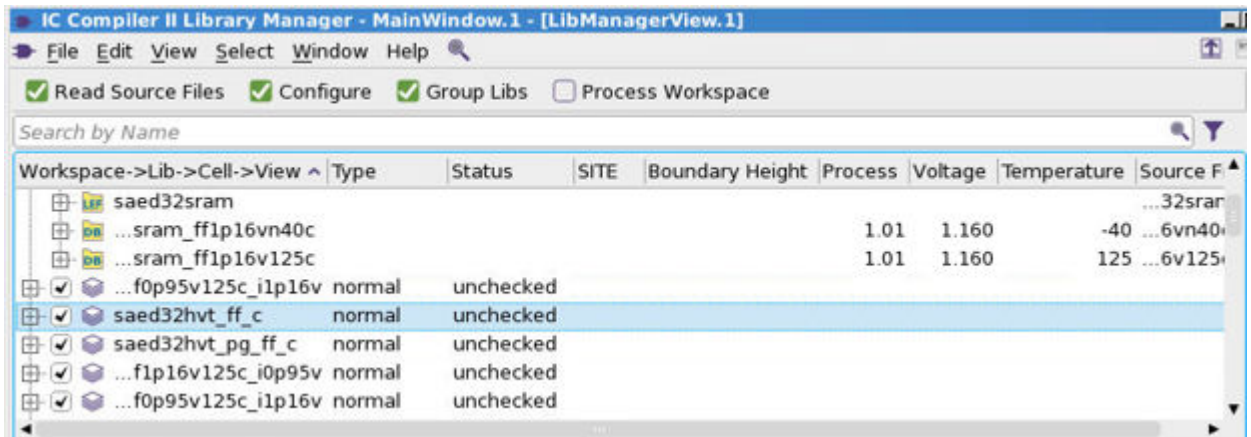 IC Compiler II Library Manager - MainWindow.1 - [LibManagerView.1]
File Edit View Select Window Help
Read Source Files Configure Group Libs Process Workspace
Search by Name
Workspace->Lib->Cell->View Type Status SITE Boundary Height Process Voltage Temperature Source F
LEF saed32sram ...32sram
DB ...sram_ff1p16vn40c 1.01 1.160 -40 ...6vn40
DB ...sram_ff1p16v125c 1.01 1.160 125 ...6v125
...f0p95v125c_i1p16v normal unchecked
saed32hvt_ff_c normal unchecked
saed32hvt_pg_ff_c normal unchecked
...f1p16v125c_i0p95v normal unchecked
...f0p95v125c_i1p16v normal unchecked